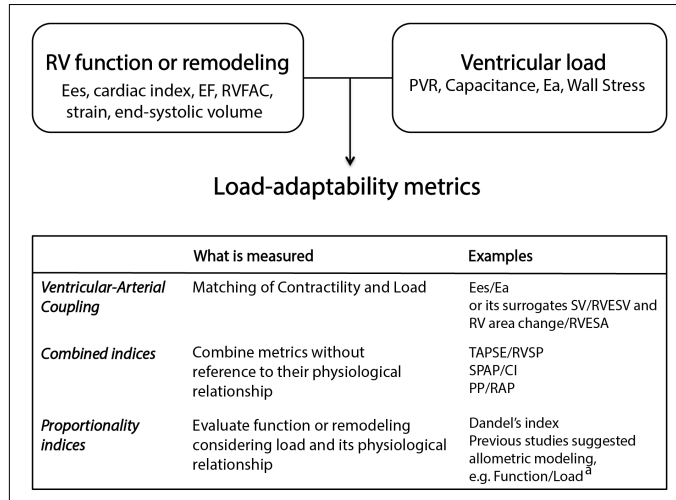 RV function or remodeling
Ees, cardiac index, EF, RVFAC,
strain, end-systolic volume
Ventricular load
PVR, Capacitance, Ea, Wall Stress
Load-adaptability metrics
What is measured
Examples
Ventricular-Arterial
Coupling
Matching of Contractility and Load
Ees/Ea
or its surrogates SV/RVESV and
RV area change/RVESA
Combined indices
Combine metrics without
reference to their physiological
relationship
TAPSE/RVSP
SPAP/CI
PP/RAP
Proportionality
indices
Evaluate function or remodeling
considering load and its physiological
relationship
Dandel's index
Previous studies suggested
allometric modeling,
e.g. Function/Load^a